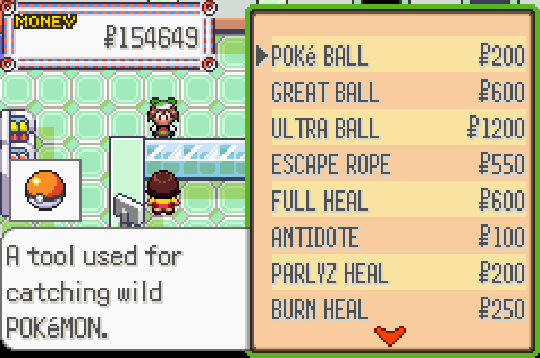 MONEY
₽154649
POKé BALL ₽200
GREAT BALL ₽600
ULTRA BALL ₽1200
ESCAPE ROPE ₽550
FULL HEAL ₽600
ANTIDOTE ₽100
PARLYZ HEAL ₽200
BURN HEAL ₽250
A tool used for
catching wild
POKéMON.